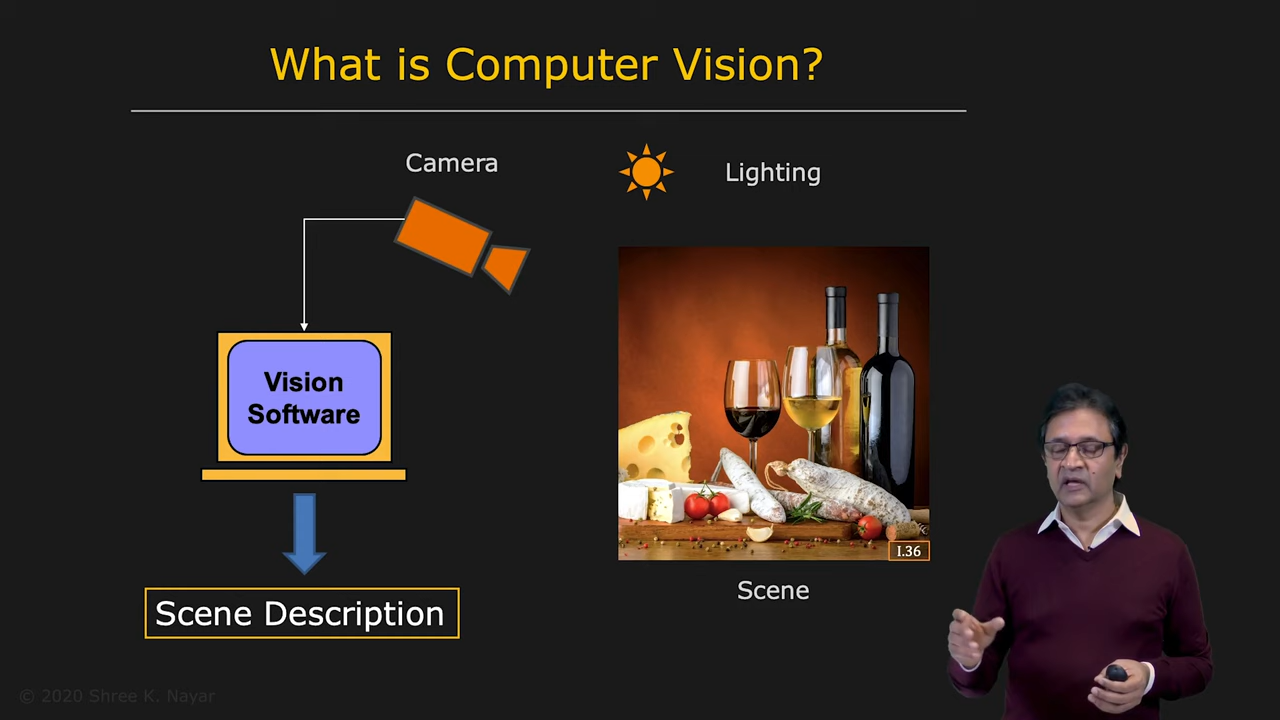 What is Computer Vision?
Camera
Lighting
Vision
Software
I.36
Scene
Scene Description
© 2020 Shree K. Nayar